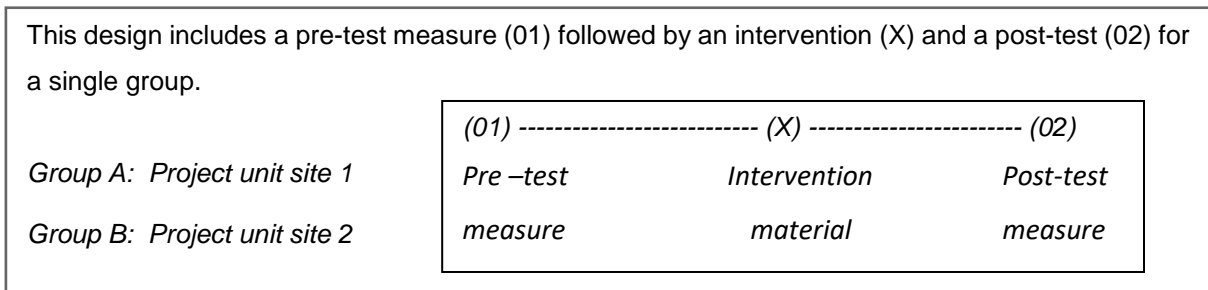 This design includes a pre-test measure (01) followed by an intervention (X) and a post-test (02) for
a single group.
(01) --------------------------- (X) ------------------------ (02)
Group A: Project unit site 1 Pre –test Intervention Post-test
Group B: Project unit site 2 measure material measure